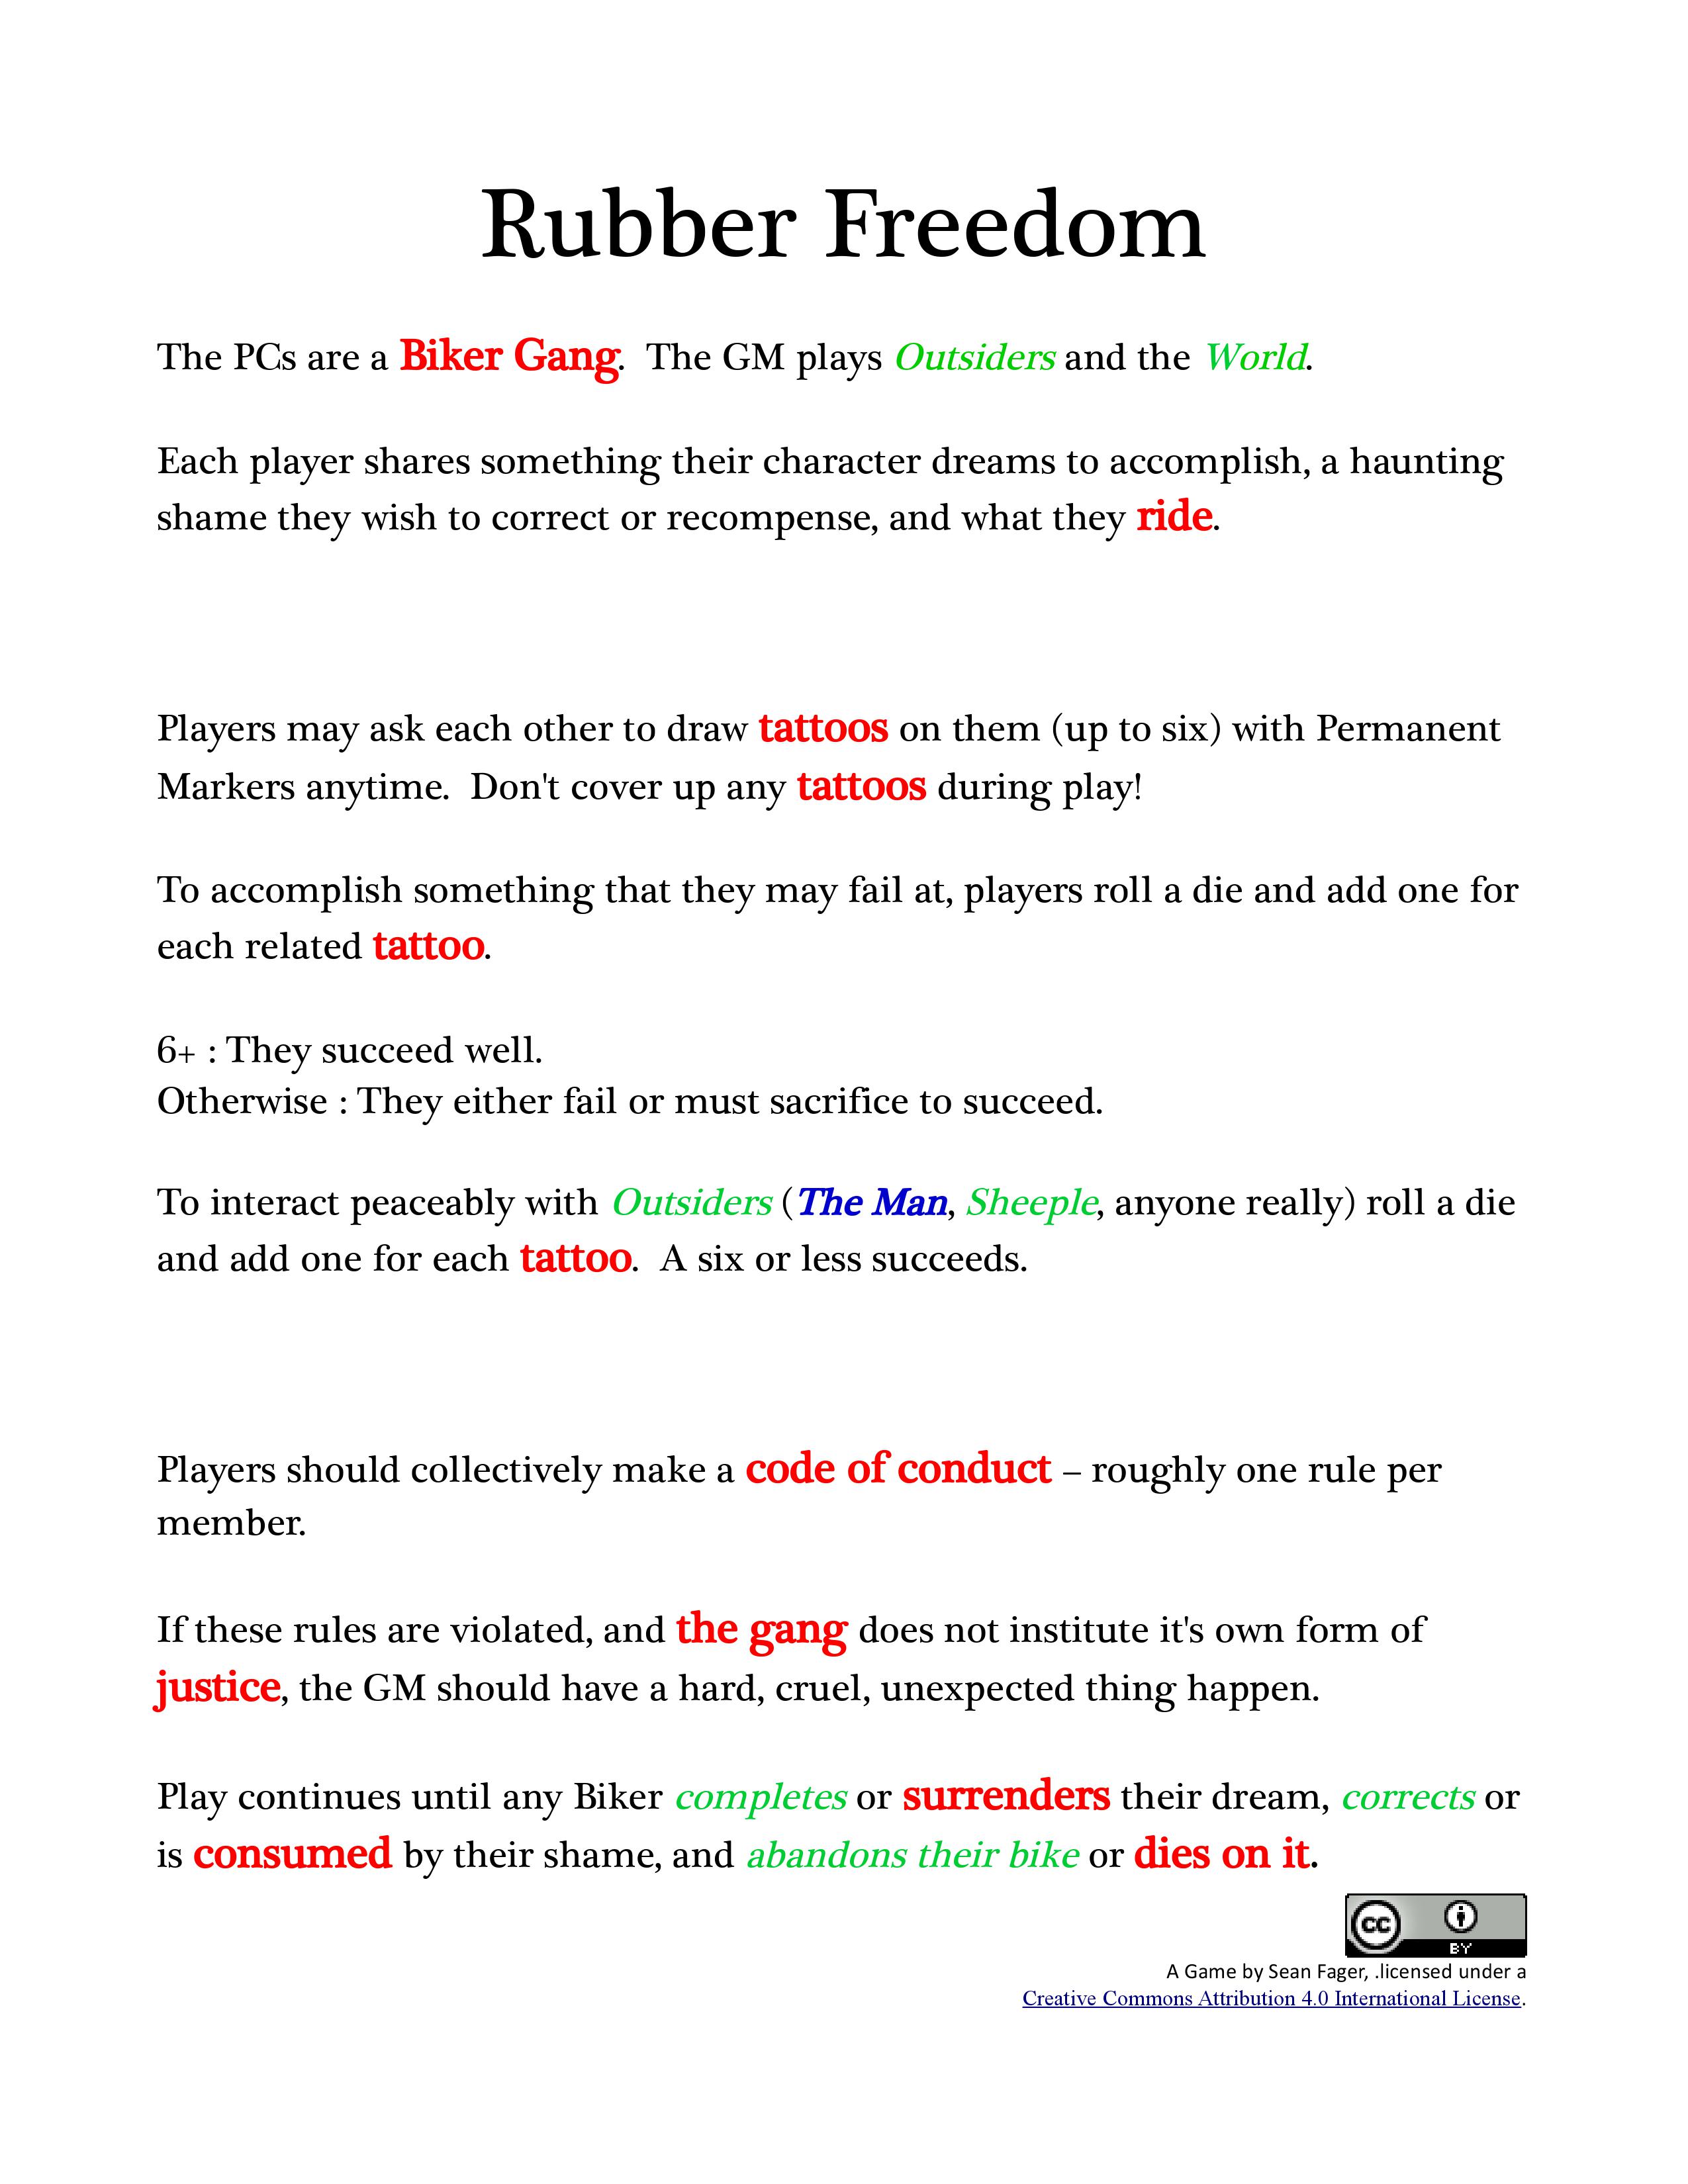 Rubber Freedom
The PCs are a Biker Gang.  The GM plays Outsiders and the World.
Each player shares something their character dreams to accomplish, a haunting
shame they wish to correct or recompense, and what they ride.
Players may ask each other to draw tattoos on them (up to six) with Permanent
Markers anytime.  Don't cover up any tattoos during play!
To accomplish something that they may fail at, players roll a die and add one for
each related tattoo.
6+ : They succeed well.
Otherwise : They either fail or must sacrifice to succeed.
To interact peaceably with Outsiders (The Man, Sheeple, anyone really) roll a die
and add one for each tattoo.  A six or less succeeds.
Players should collectively make a code of conduct – roughly one rule per
member.
If these rules are violated, and the gang does not institute it's own form of
justice, the GM should have a hard, cruel, unexpected thing happen.
Play continues until any Biker completes or surrenders their dream, corrects or
is consumed by their shame, and abandons their bike or dies on it.
CC BY
A Game by Sean Fager, .licensed under a
Creative Commons Attribution 4.0 International License.